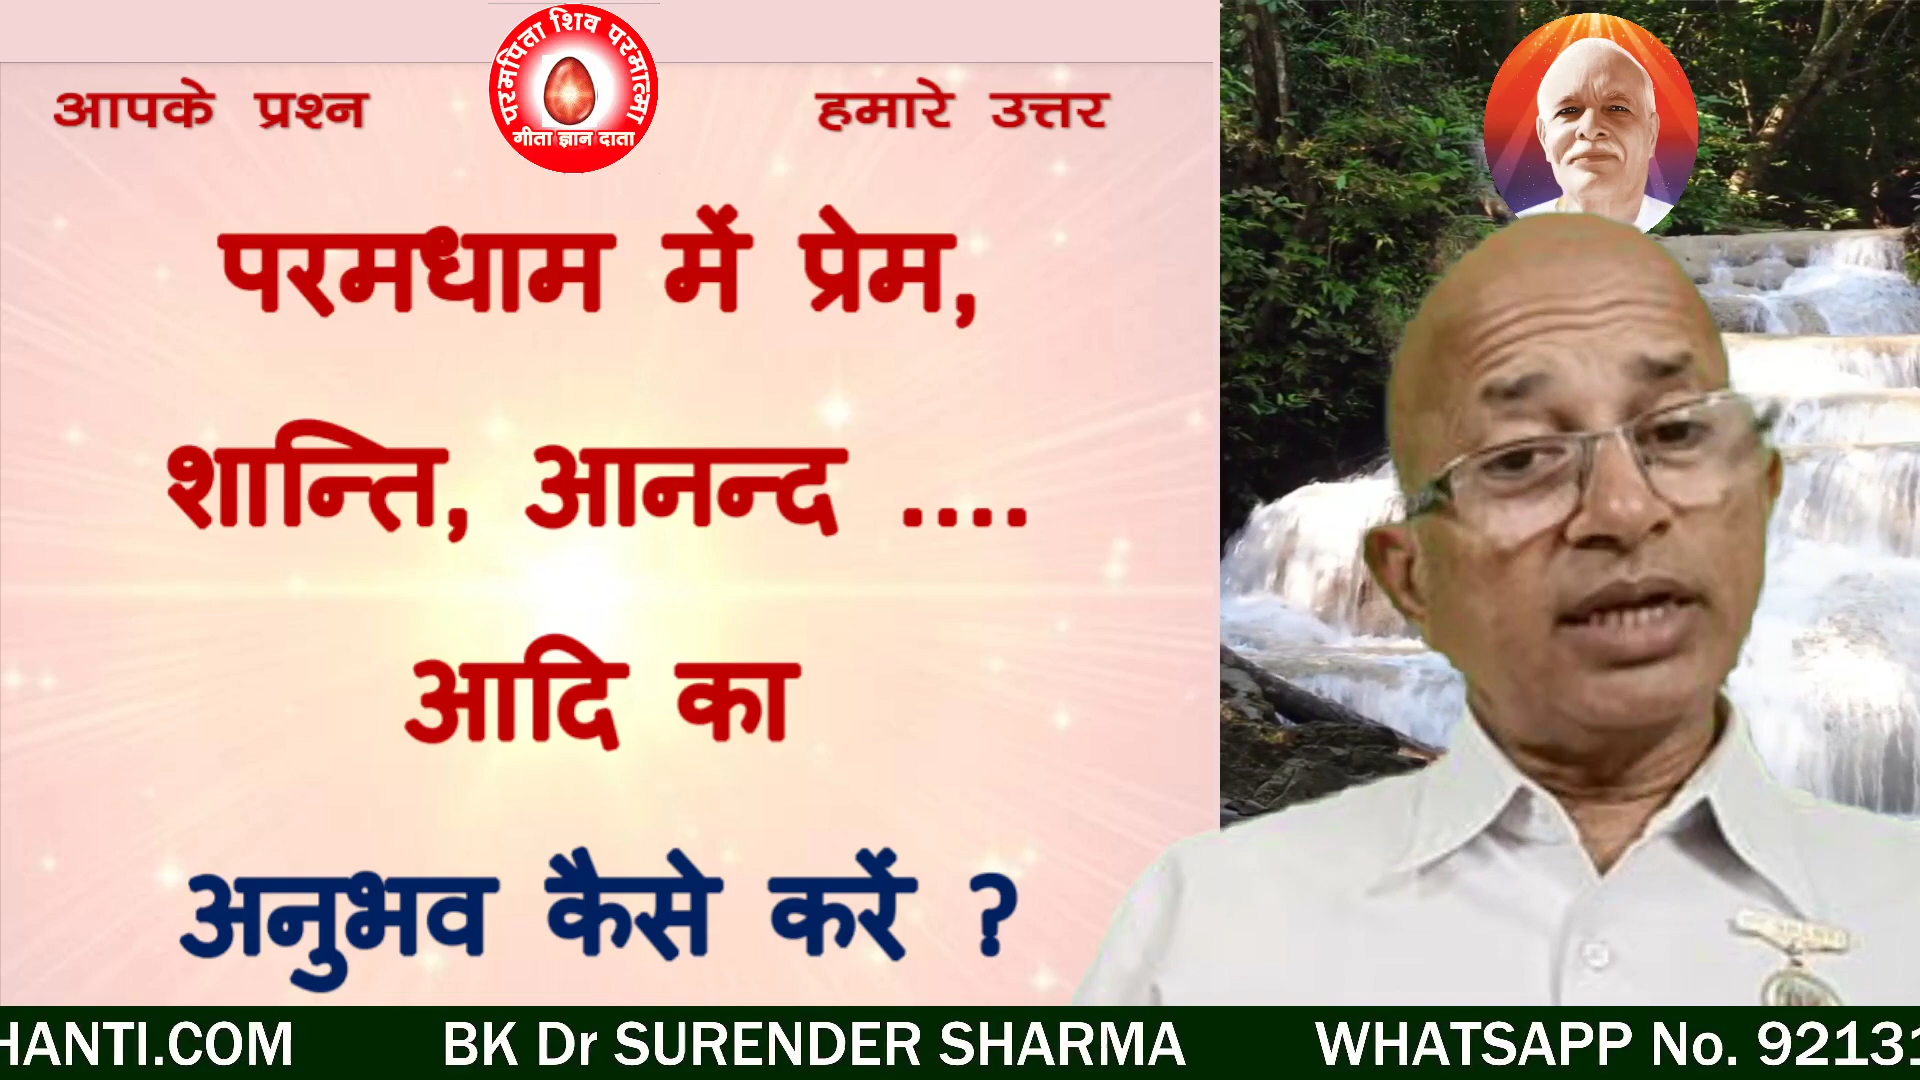 आपके प्रश्न
परमपिता शिव परमात्मा
गीता ज्ञान दाता
हमारे उत्तर
परमधाम में प्रेम,
शान्ति, आनन्द ....
आदि का
अनुभव कैसे करें ?
HANTI.COM BK Dr SURENDER SHARMA WHATSAPP No. 92131